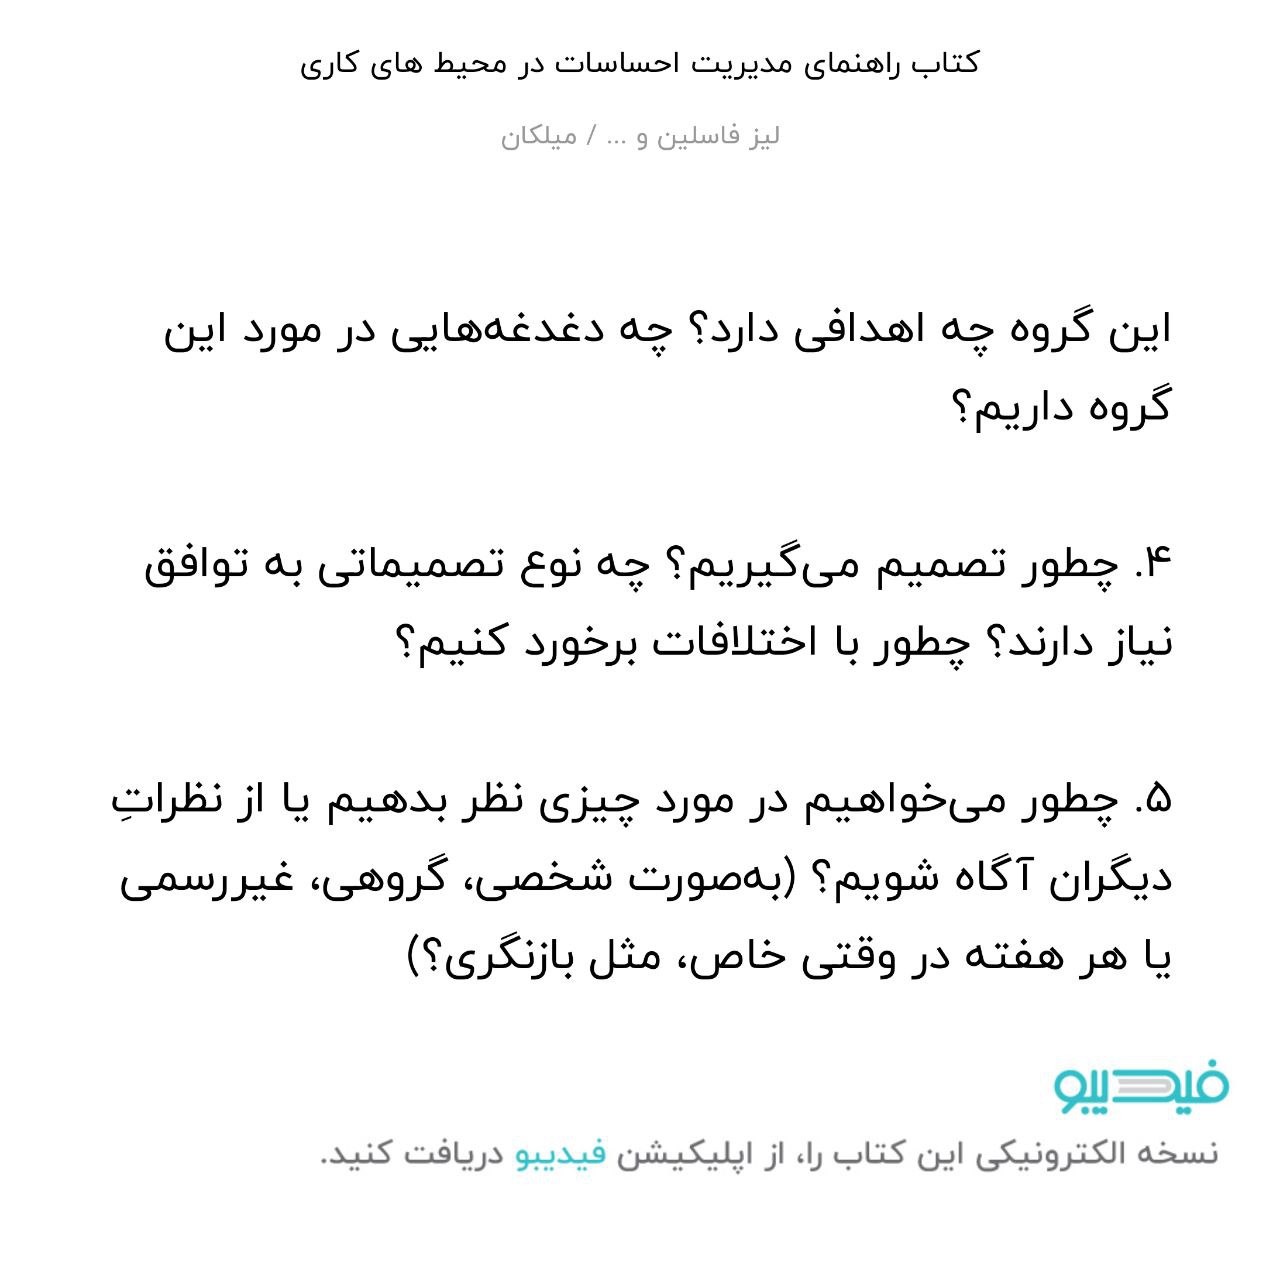 کتاب راهنمای مدیریت احساسات در محیط های کاری
لیز فاسلین و ... / میلکان
این گروه چه اهدافی دارد؟ چه دغدغه‌هایی در مورد این
گروه داریم؟
۴. چطور تصمیم می‌گیریم؟ چه نوع تصمیماتی به توافق
نیاز دارند؟ چطور با اختلافات برخورد کنیم؟
۵. چطور می‌خواهیم در مورد چیزی نظر بدهیم یا از نظراتِ
دیگران آگاه شویم؟ (به‌صورت شخصی، گروهی، غیررسمی
یا هر هفته در وقتی خاص، مثل بازنگری؟)
فیدیبو
نسخه الکترونیکی این کتاب را، از اپلیکیشن فیدیبو دریافت کنید.